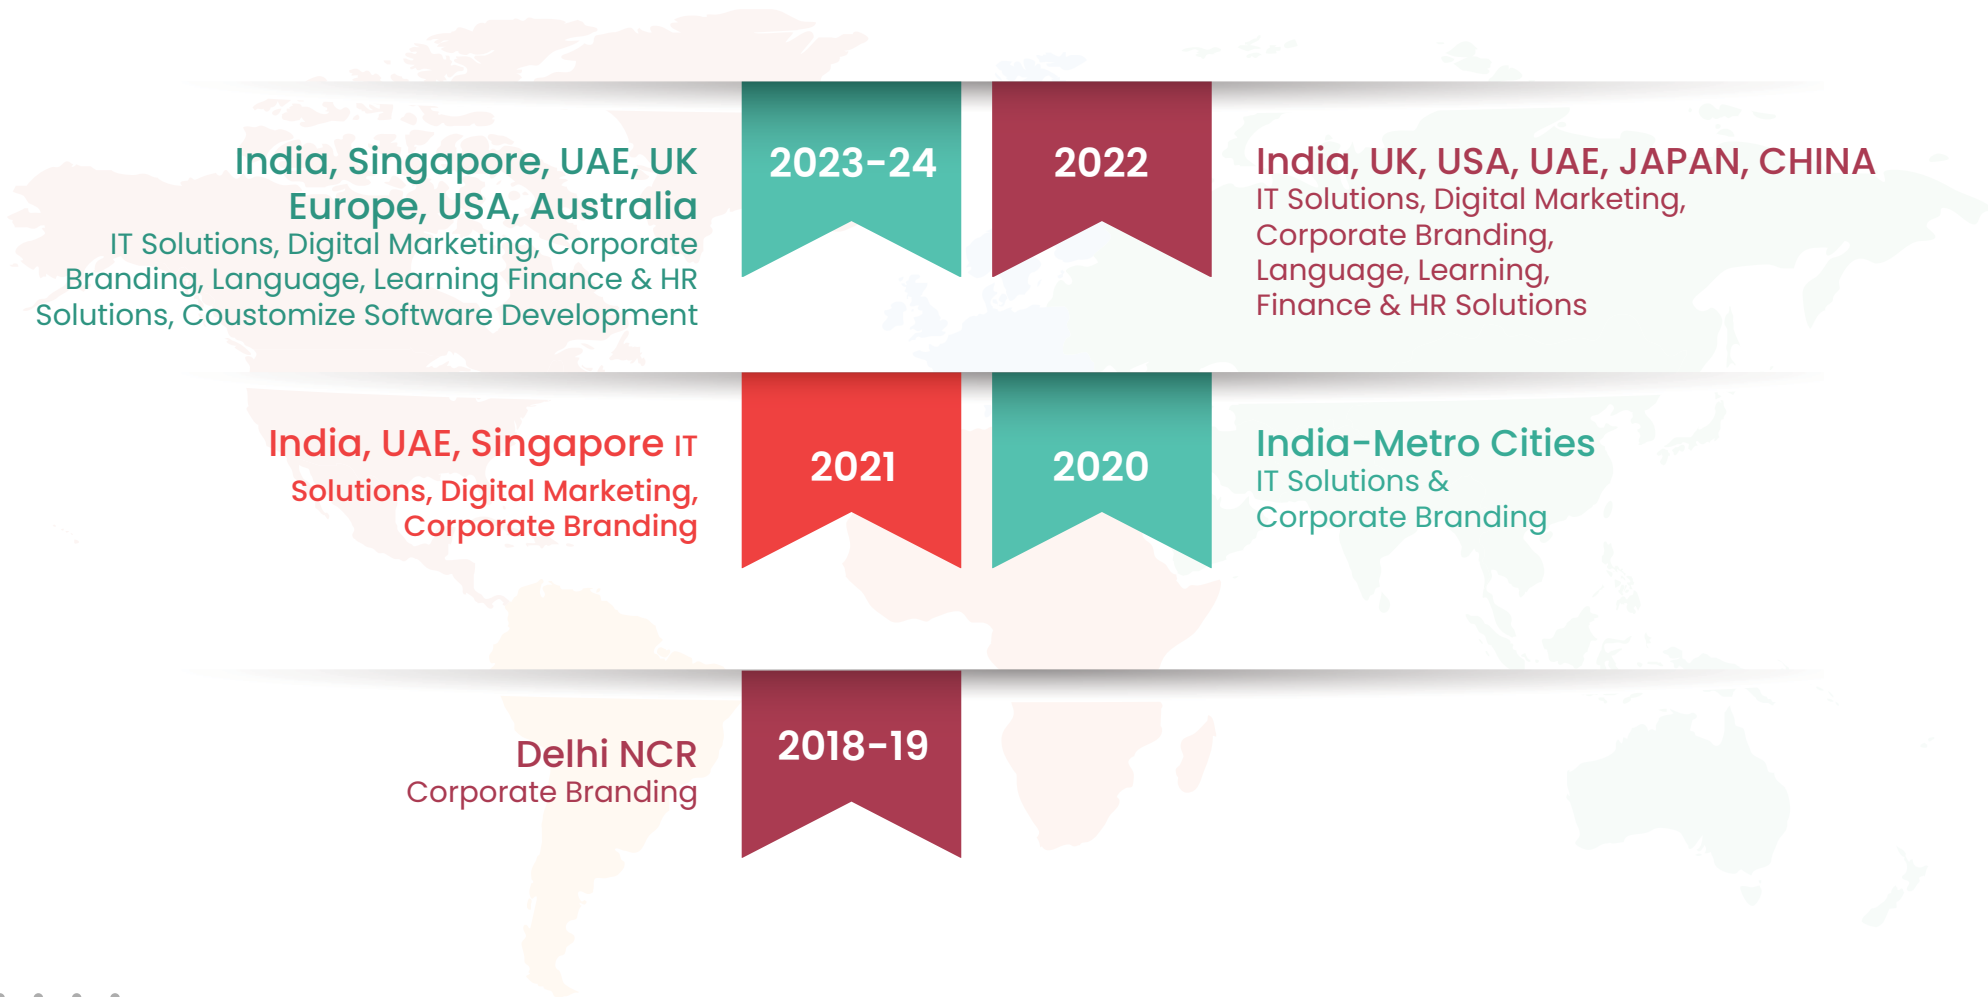 India, Singapore, UAE, UK
Europe, USA, Australia
IT Solutions, Digital Marketing, Corporate
Branding, Language, Learning Finance & HR
Solutions, Coustomize Software Development
2023-24
2022
India, UK, USA, UAE, JAPAN, CHINA
IT Solutions, Digital Marketing,
Corporate Branding,
Language, Learning,
Finance & HR Solutions
India, UAE, Singapore IT
Solutions, Digital Marketing,
Corporate Branding
2021
2020
India-Metro Cities
IT Solutions &
Corporate Branding
Delhi NCR
Corporate Branding
2018-19